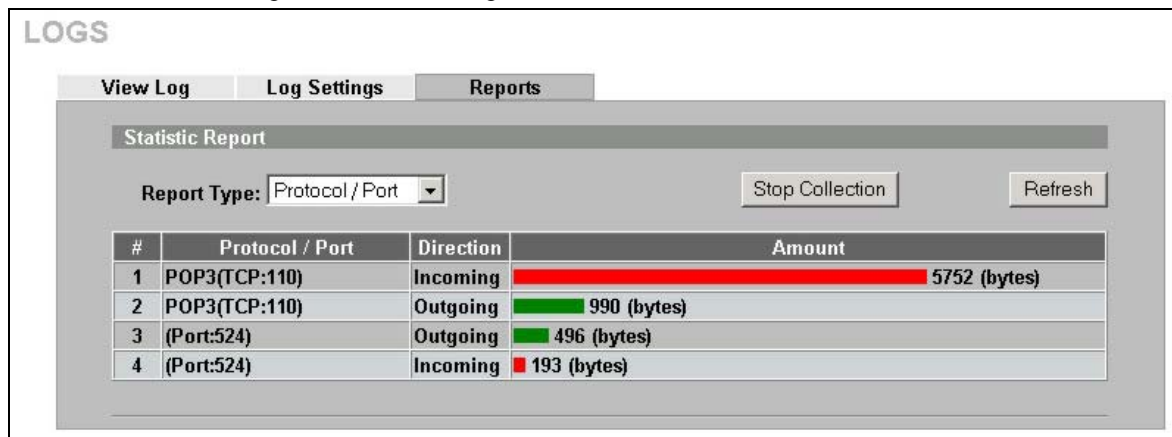 LOGS
View Log Log Settings Reports
Statistic Report
Report Type: Protocol / Port Stop Collection Refresh
# Protocol / Port Direction Amount
1 POP3(TCP:110) Incoming 5752 (bytes)
2 POP3(TCP:110) Outgoing 990 (bytes)
3 (Port:524) Outgoing 496 (bytes)
4 (Port:524) Incoming 193 (bytes)